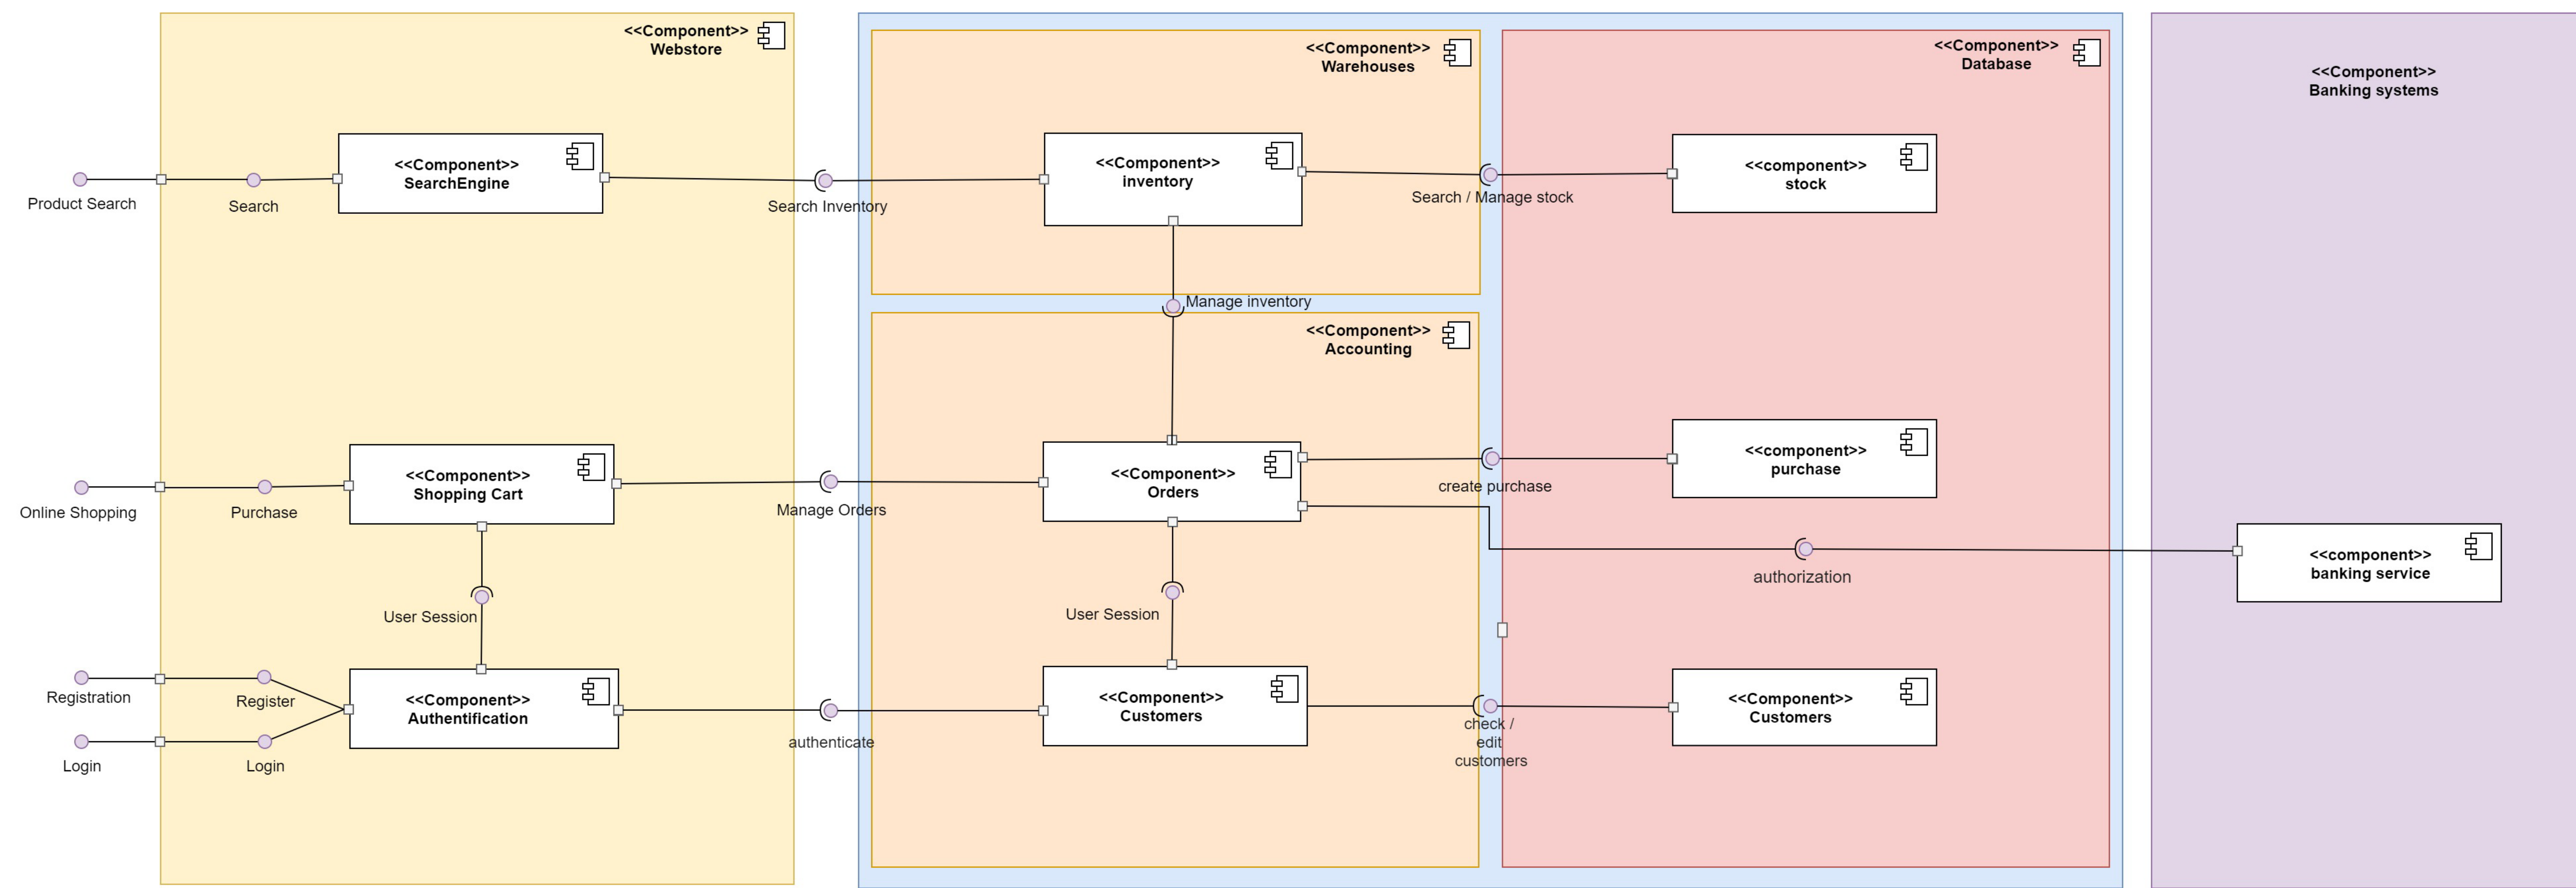 <<Component>>
Webstore
<<Component>>
SearchEngine
Product Search
Search
Search Inventory
<<Component>>
Shopping Cart
Online Shopping
Purchase
Manage Orders
User Session
<<Component>>
Authentification
Registration
Register
Login
Login
authenticate
<<Component>>
Warehouses
<<Component>>
inventory
Search / Manage stock
Manage inventory
<<Component>>
Accounting
<<Component>>
Orders
create purchase
User Session
<<Component>>
Customers
check /
edit
customers
<<Component>>
Database
<<component>>
stock
<<component>>
purchase
authorization
<<Component>>
Customers
<<Component>>
Banking systems
<<component>>
banking service